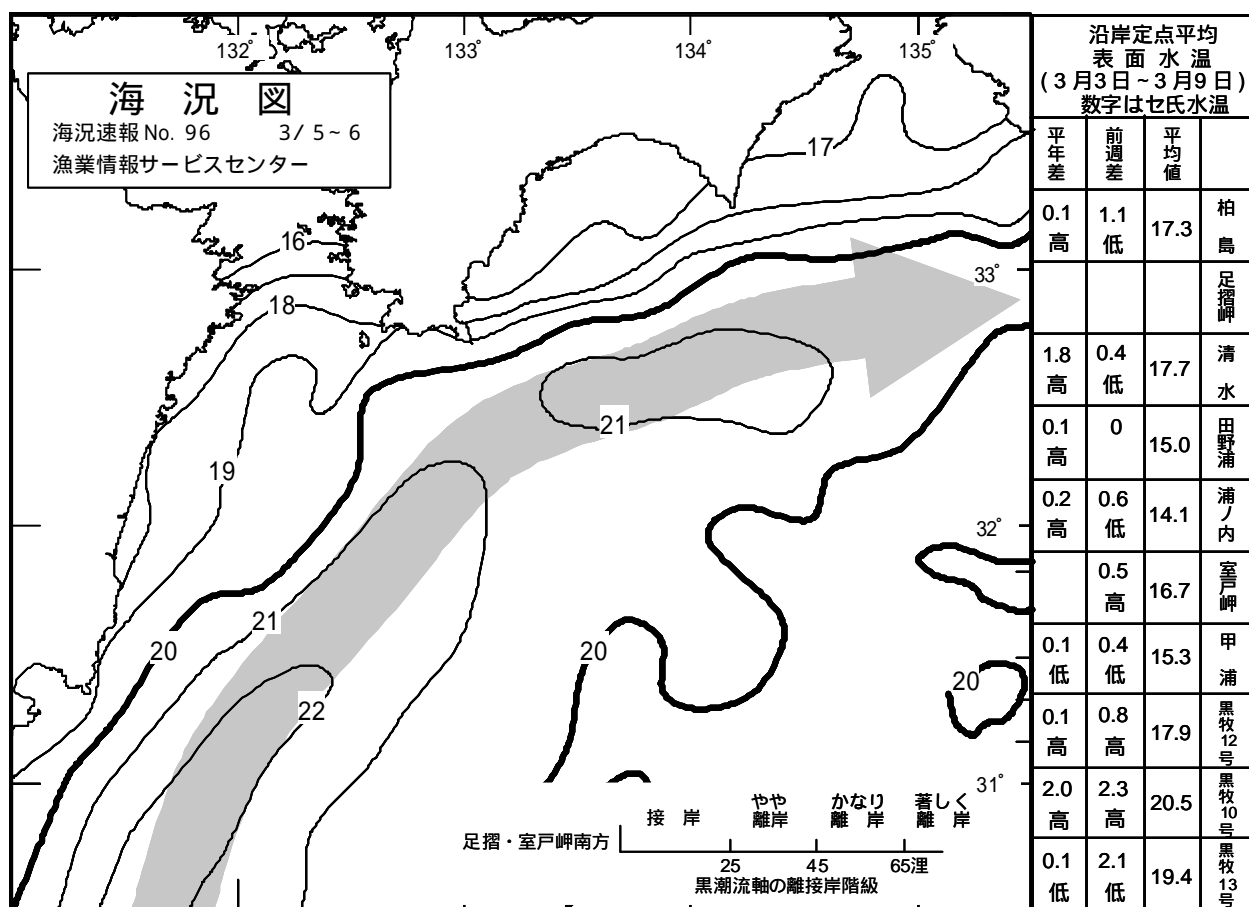 132°
133°
134°
135°
海 況 図
海況速報 No. 96 3/5~6
漁業情報サービスセンター
17
16
18
33°
21
19
32°
21
20
20
20
22
31°
接 岸
やや
離岸
かなり
離 岸
著しく
離 岸
足摺・室戸岬南方
25 45 65浬
黒潮流軸の離接岸階級
沿岸定点平均
表 面 水 温
(3月3日~3月9日)
数字はセ氏水温
平年差 前週差 平均値
0.1高 1.1低 17.3 柏島
足摺岬
1.8高 0.4低 17.7 清水
0.1高 0 15.0 田野浦
0.2高 0.6低 14.1 浦ノ内
0.5高 16.7 室戸岬
0.1低 0.4低 15.3 甲浦
0.1高 0.8高 17.9 黒牧12号
2.0高 2.3高 20.5 黒牧10号
0.1低 2.1低 19.4 黒牧13号